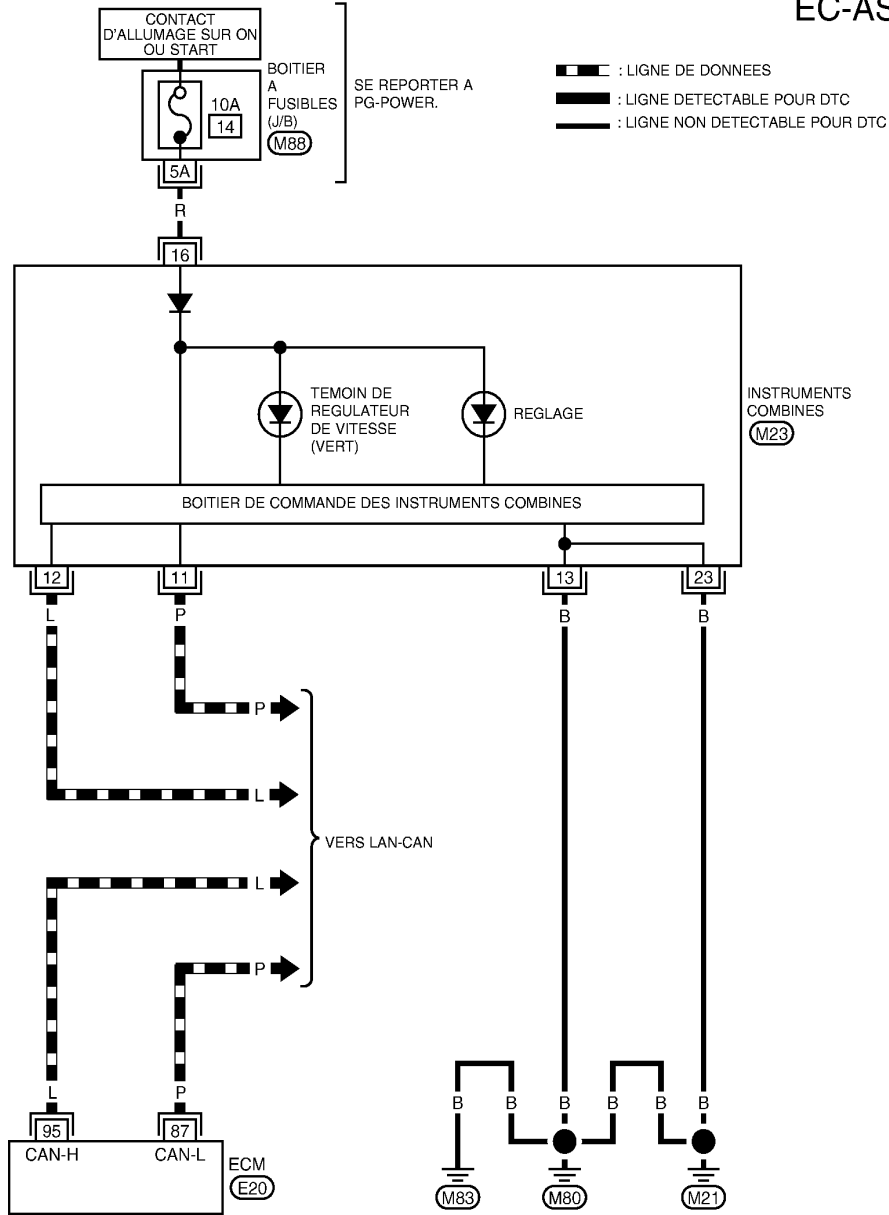 EC-AS
CONTACT
D'ALLUMAGE SUR ON
OU START
BOITIER
A
FUSIBLES
(J/B)
M88
10A
14
SE REPORTER A
PG-POWER.
: LIGNE DE DONNEES
: LIGNE DETECTABLE POUR DTC
: LIGNE NON DETECTABLE POUR DTC
5A
R
16
TEMOIN DE
REGULATEUR
DE VITESSE
(VERT)
REGLAGE
INSTRUMENTS
COMBINES
M23
BOITIER DE COMMANDE DES INSTRUMENTS COMBINES
12 11 13 23
L P B B
P
L
VERS LAN-CAN
L
P
L P B B B B B B
95 87
CAN-H CAN-L
ECM
E20
M83 M80 M21